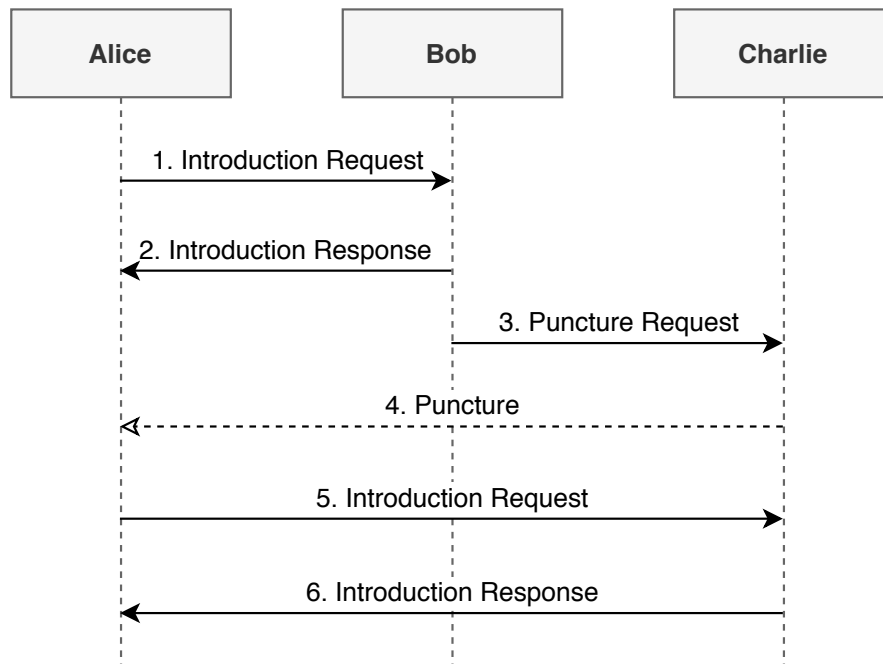 Alice
Bob
Charlie
1. Introduction Request
2. Introduction Response
3. Puncture Request
4. Puncture
5. Introduction Request
6. Introduction Response